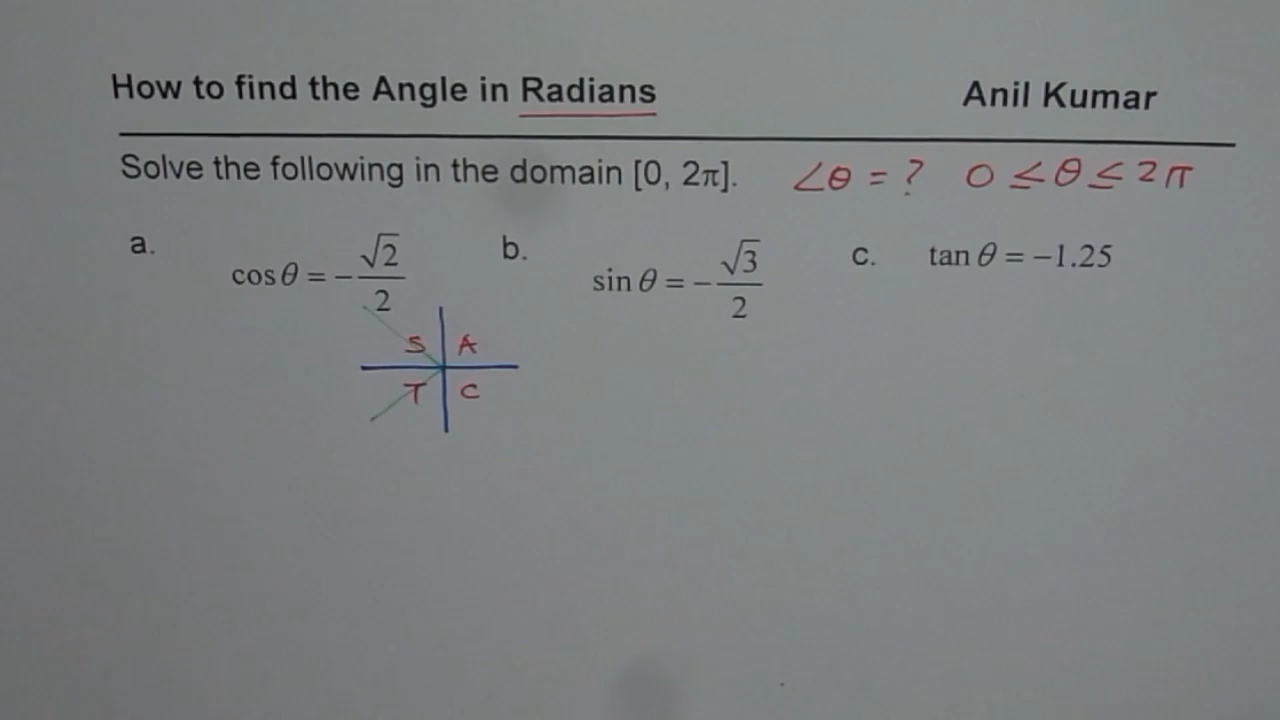 How to find the Angle in Radians Anil Kumar
Solve the following in the domain [0, 2π]. ∠θ = ? 0 ≤ θ ≤ 2π
a. cos θ = −√2/2 b. sin θ = −√3/2 c. tan θ = −1.25
S A
T C